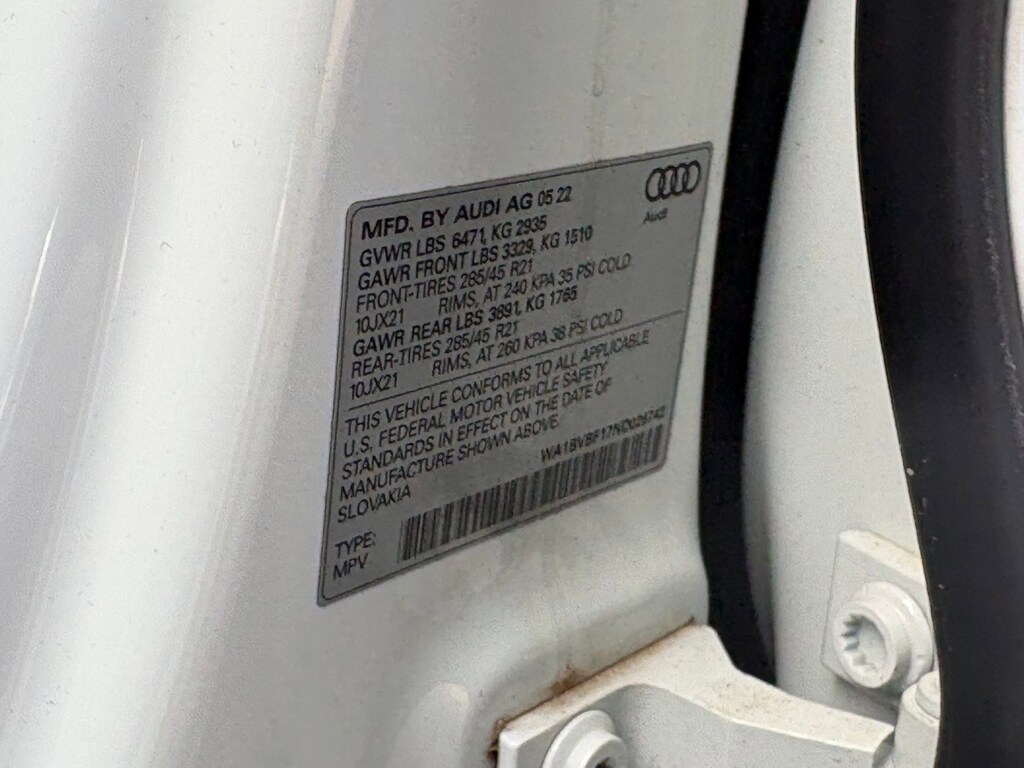 MFD. BY AUDI AG 05 22
GVWR LBS 6471, KG 2935
GAWR FRONT LBS 3329, KG 1510
FRONT-TIRES 285/45 R21
10JX21 RIMS, AT 240 KPA 35 PSI COLD
GAWR REAR LBS 3891, KG 1765
REAR-TIRES 285/45 R21
10JX21 RIMS, AT 260 KPA 38 PSI COLD
THIS VEHICLE CONFORMS TO ALL APPLICABLE
U.S. FEDERAL MOTOR VEHICLE SAFETY
STANDARDS IN EFFECT ON THE DATE OF
MANUFACTURE SHOWN ABOVE.
SLOVAKIA
WA1BVBF17ND026742
TYPE:
MPV
Audi